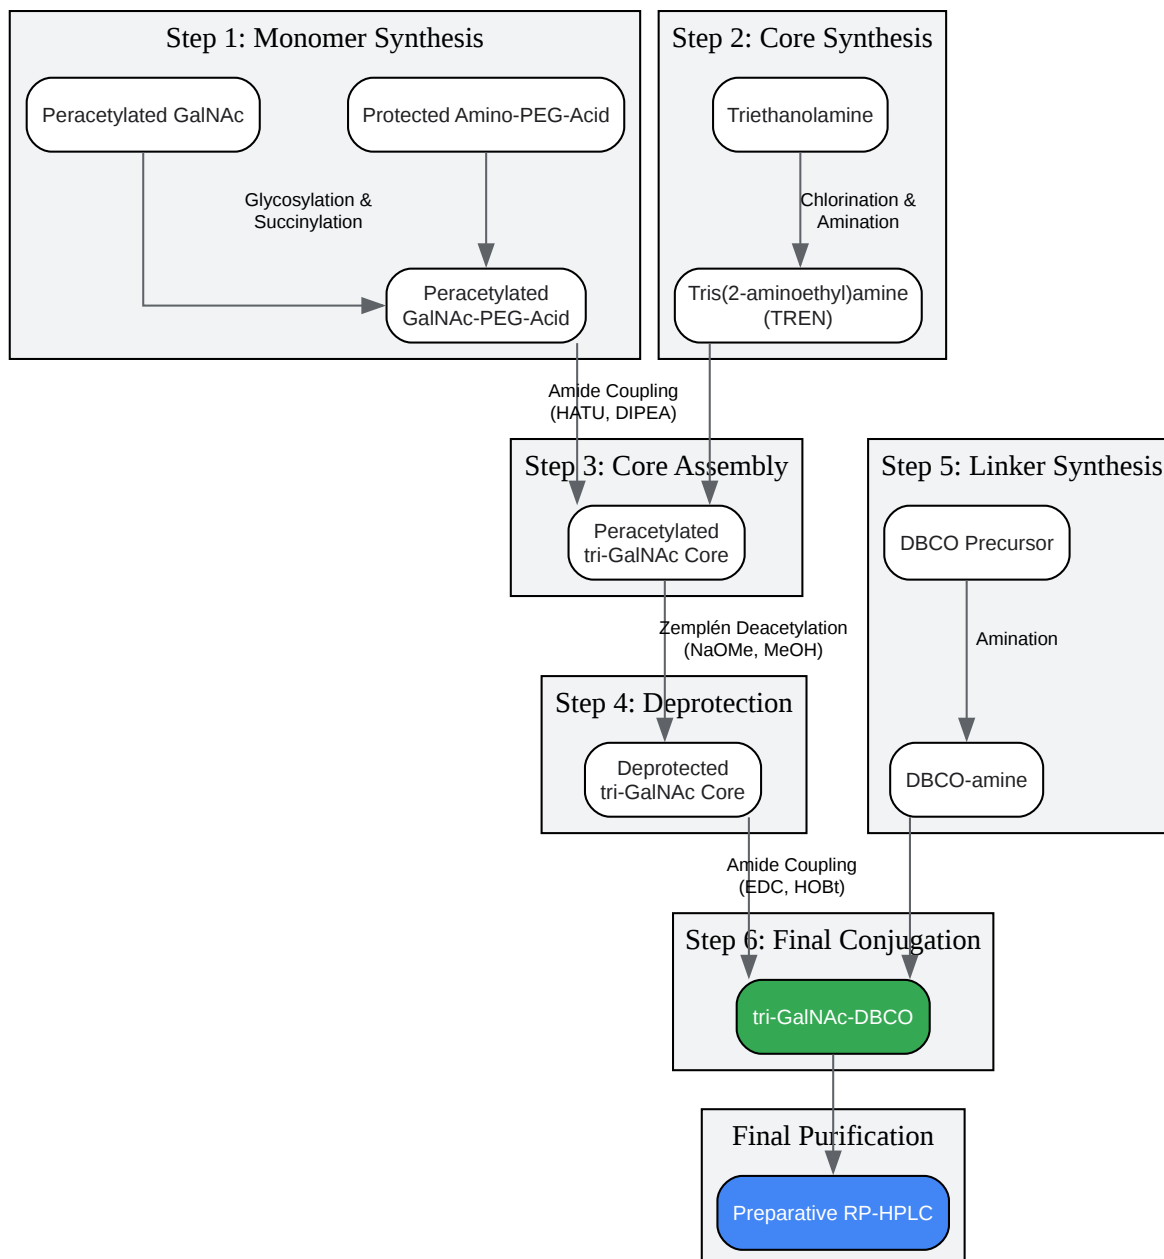 Step 1: Monomer Synthesis
Peracetylated GalNAc
Protected Amino-PEG-Acid
Glycosylation &
Succinylation
Peracetylated
GalNAc-PEG-Acid
Step 2: Core Synthesis
Triethanolamine
Chlorination &
Amination
Tris(2-aminoethyl)amine
(TREN)
Amide Coupling
(HATU, DIPEA)
Step 3: Core Assembly
Peracetylated
tri-GalNAc Core
Zemplén Deacetylation
(NaOMe, MeOH)
Step 4: Deprotection
Deprotected
tri-GalNAc Core
Step 5: Linker Synthesis
DBCO Precursor
Amination
DBCO-amine
Amide Coupling
(EDC, HOBt)
Step 6: Final Conjugation
tri-GalNAc-DBCO
Final Purification
Preparative RP-HPLC